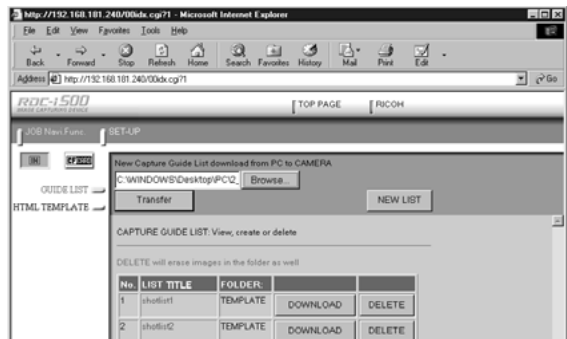 http://192.168.181.240/00idx.cgi?1 - Microsoft Internet Explorer
File Edit View Favorites Tools Help
Back Forward Stop Refresh Home Search Favorites History Mail Print Edit
Address http://192.168.181.240/00idx.cgi?1 Go
RDC-i500
IMAGE CAPTURING DEVICE
TOP PAGE RICOH
JOB Navi Func. SET-UP
New Capture Guide List download from PC to CAMERA
C:\WINDOWS\Desktop\PC\2_ Browse...
GUIDE LIST
Transfer NEW LIST
HTML TEMPLATE
CAPTURE GUIDE LIST: View, create or delete
DELETE will erase images in the folder as well
No. LIST TITLE FOLDER:
1 shotlist1 TEMPLATE DOWNLOAD DELETE
2 shotlist2 TEMPLATE DOWNLOAD DELETE